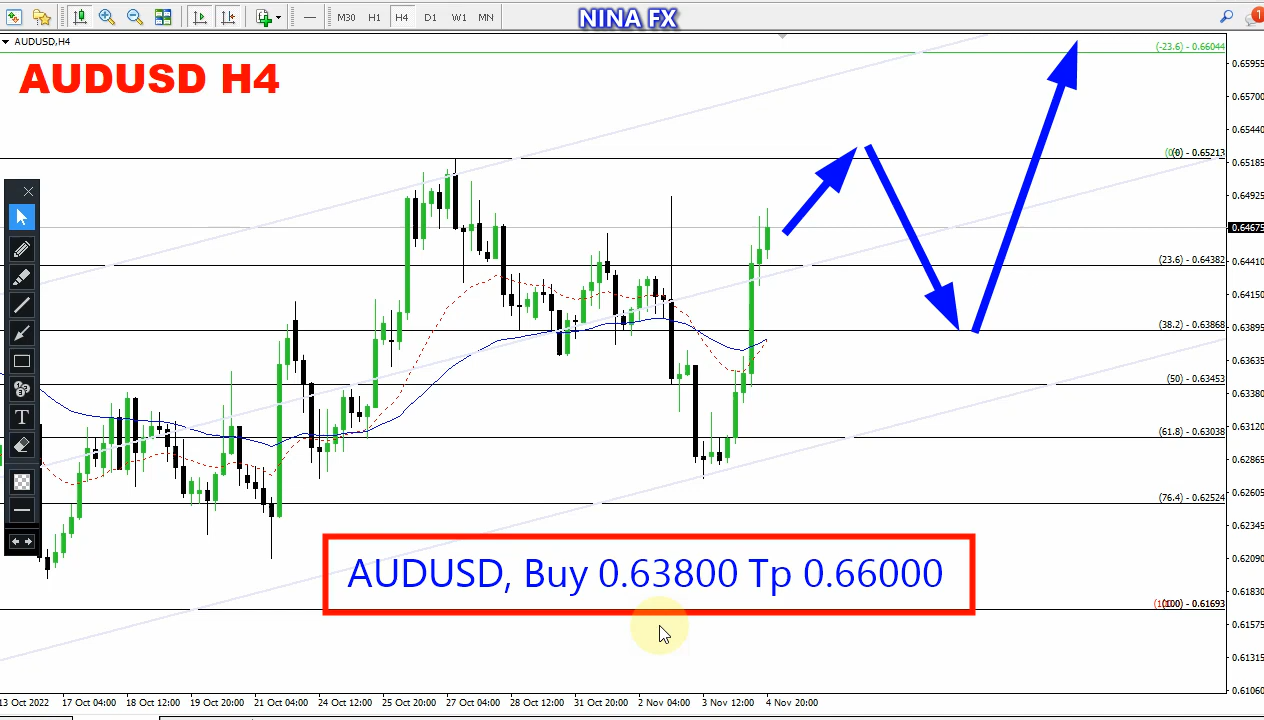 M30 H1 H4 D1 W1 MN
NINA FX
1
AUDUSD,H4
AUDUSD H4
(-23.6) - 0.66044
0.65955
0.65700
0.65440
(0) - 0.65213
0.65185
0.64925
0.64675
(23.6) - 0.64382
0.64410
0.64150
(38.2) - 0.63868
0.63895
0.63635
(50) - 0.63453
0.63380
(61.8) - 0.63038
0.63120
0.62865
(76.4) - 0.62524
0.62605
0.62345
AUDUSD, Buy 0.63800 Tp 0.66000
0.62090
0.61830
(100) - 0.61693
0.61575
0.61315
0.61060
13 Oct 2022 17 Oct 04:00 18 Oct 12:00 19 Oct 20:00 21 Oct 04:00 24 Oct 12:00 25 Oct 20:00 27 Oct 04:00 28 Oct 12:00 31 Oct 20:00 2 Nov 04:00 3 Nov 12:00 4 Nov 20:00